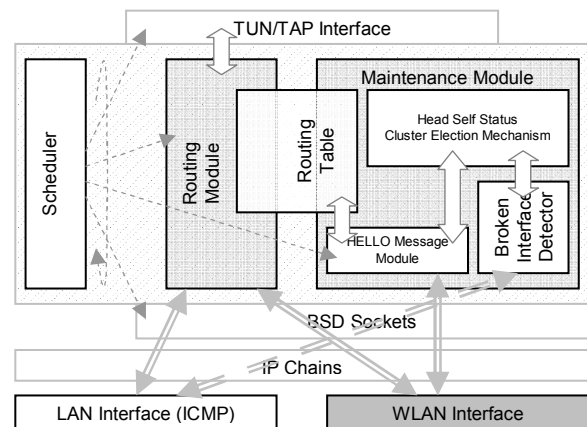 TUN/TAP Interface
Scheduler
Routing
Module
Routing
Table
Maintenance Module
Head Self Status
Cluster Election Mechanism
HELLO Message
Module
Broken
Interface
Detector
BSD Sockets
IP Chains
LAN Interface (ICMP)
WLAN Interface